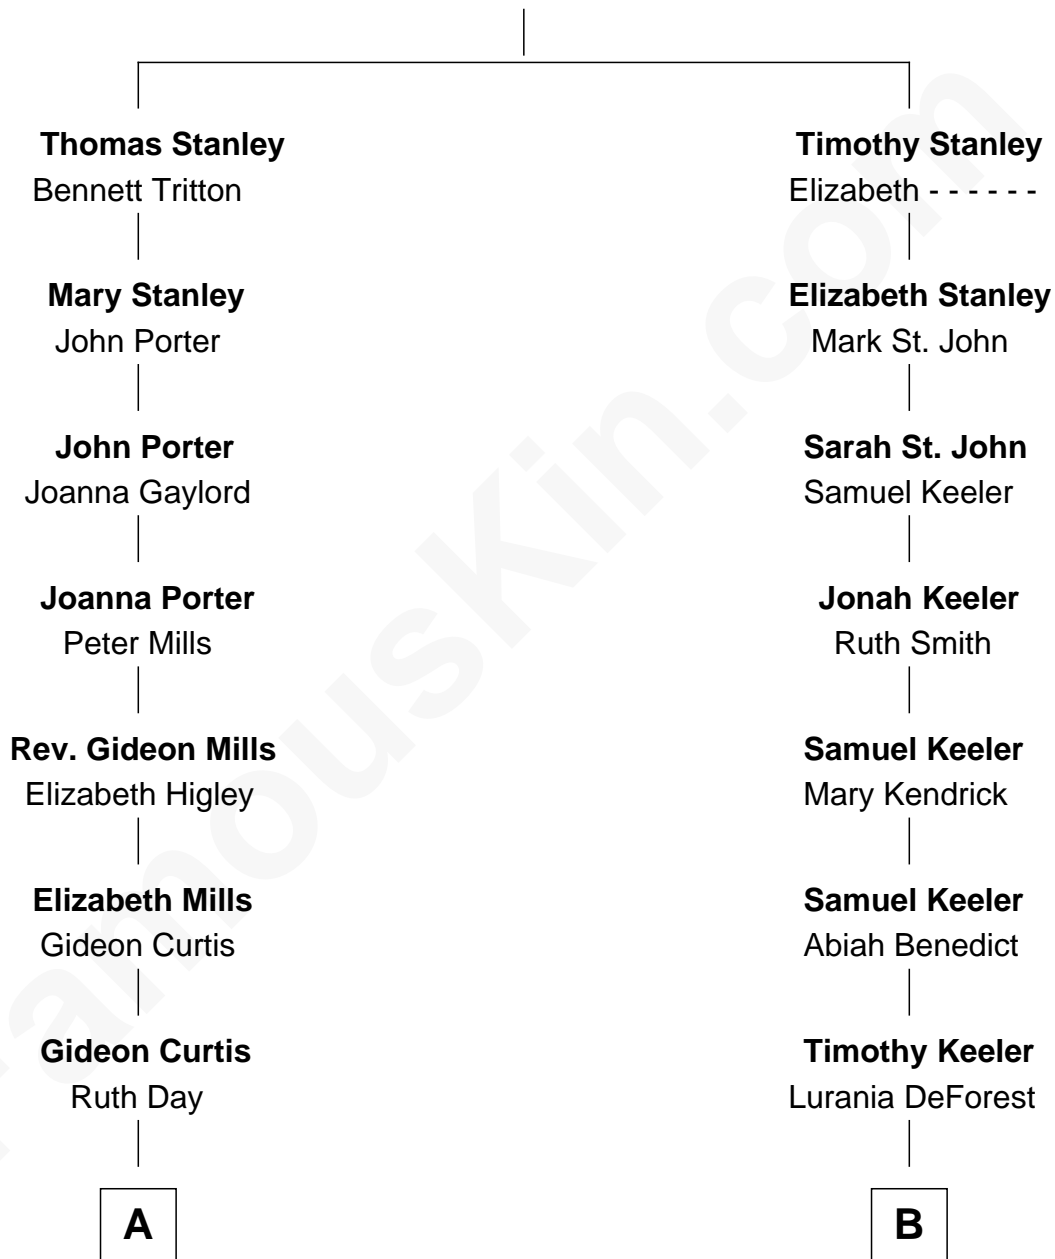 Thomas Stanley
Bennett Tritton
Mary Stanley
John Porter
John Porter
Joanna Gaylord
Joanna Porter
Peter Mills
Rev. Gideon Mills
Elizabeth Higley
Elizabeth Mills
Gideon Curtis
Gideon Curtis
Ruth Day
A
Timothy Stanley
Elizabeth - - - - - -
Elizabeth Stanley
Mark St. John
Sarah St. John
Samuel Keeler
Jonah Keeler
Ruth Smith
Samuel Keeler
Mary Kendrick
Samuel Keeler
Abiah Benedict
Timothy Keeler
Lurania DeForest
B
FamousKin.com